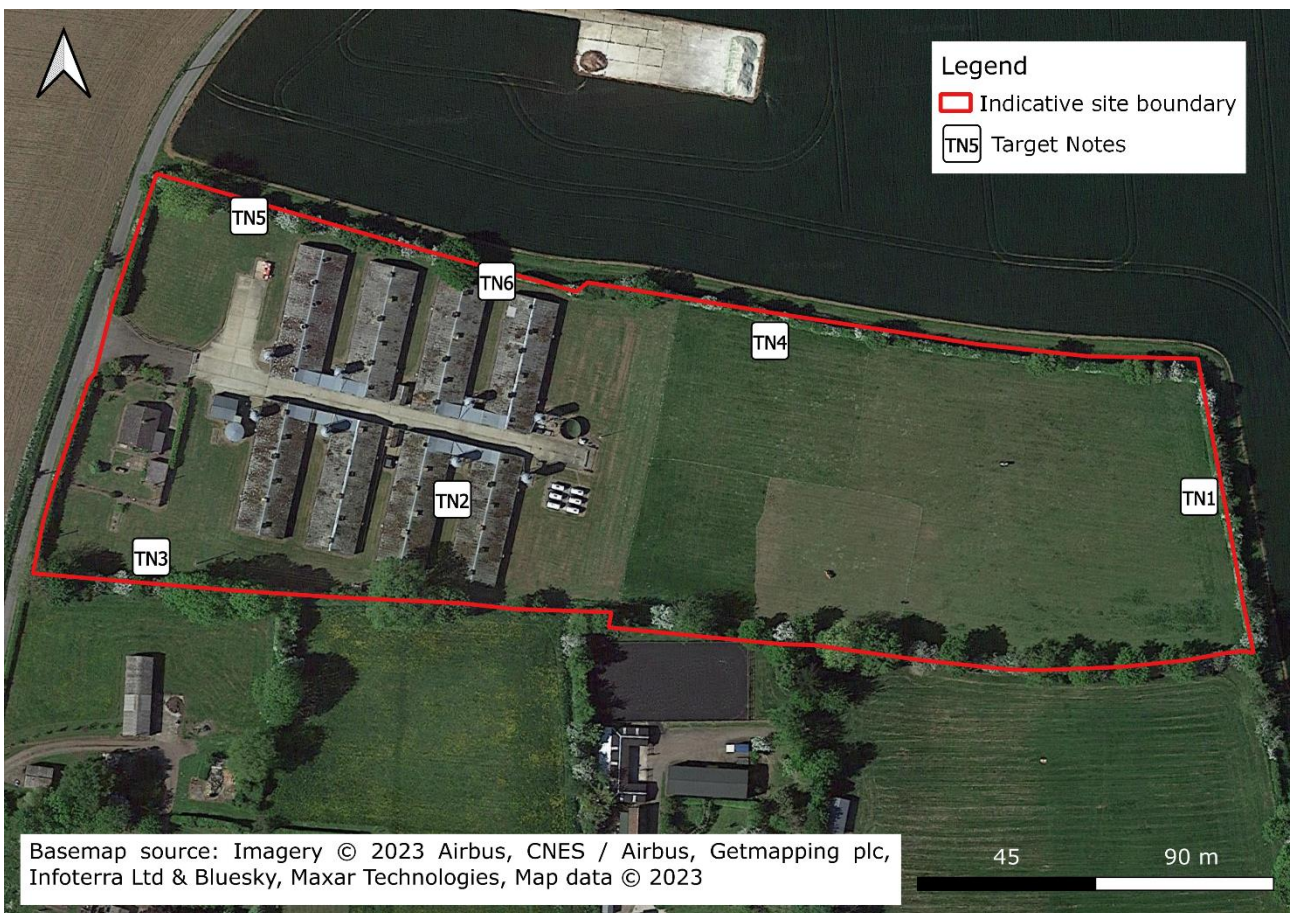 Legend
Indicative site boundary
TN5 Target Notes
TN5
TN6
TN4
TN1
TN2
TN3
Basemap source: Imagery © 2023 Airbus, CNES / Airbus, Getmapping plc,
Infoterra Ltd & Bluesky, Maxar Technologies, Map data © 2023
45 90 m